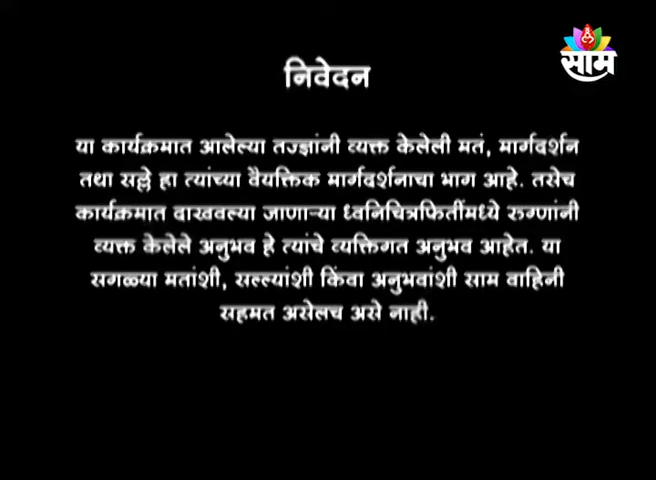 साम
निवेदन
या कार्यक्रमात आलेल्या तज्ज्ञांनी व्यक्त केलेली मतं, मार्गदर्शन
तथा सल्ले हा त्यांच्या वैयक्तिक मार्गदर्शनाचा भाग आहे. तसेच
कार्यक्रमात दाखवल्या जाणाऱ्या ध्वनिचित्रफितींमध्ये रुग्णांनी
व्यक्त केलेले अनुभव हे त्यांचे व्यक्तिगत अनुभव आहेत. या
सगळ्या मतांशी, सल्ल्यांशी किंवा अनुभवांशी साम वाहिनी
सहमत असेलच असे नाही.